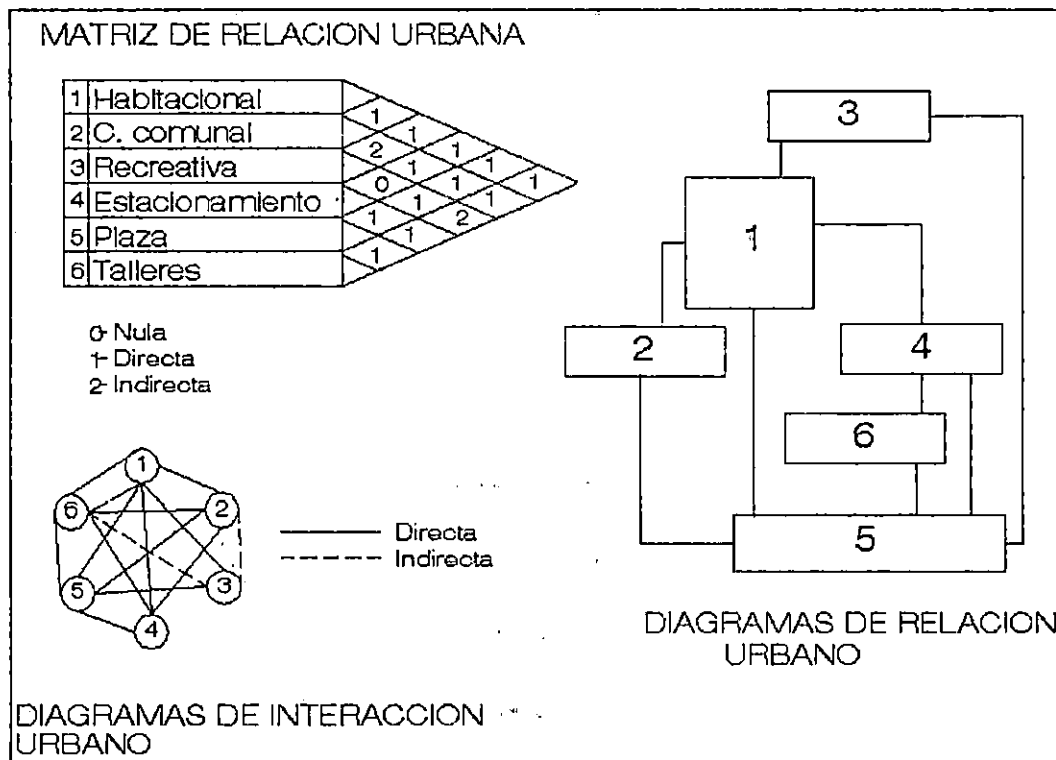 MATRIZ DE RELACION URBANA
1 Habitacional
2 C. comunal
3 Recreativa
4 Estacionamiento
5 Plaza
6 Talleres
1
1 1
2 1 1
1 1 1
0 1 1
1 2
1 1
1
0- Nula
1- Directa
2- Indirecta
1
6 2
5 3
4
Directa
Indirecta
DIAGRAMAS DE INTERACCION
URBANO
3
1
2 4
6
5
DIAGRAMAS DE RELACION
URBANO